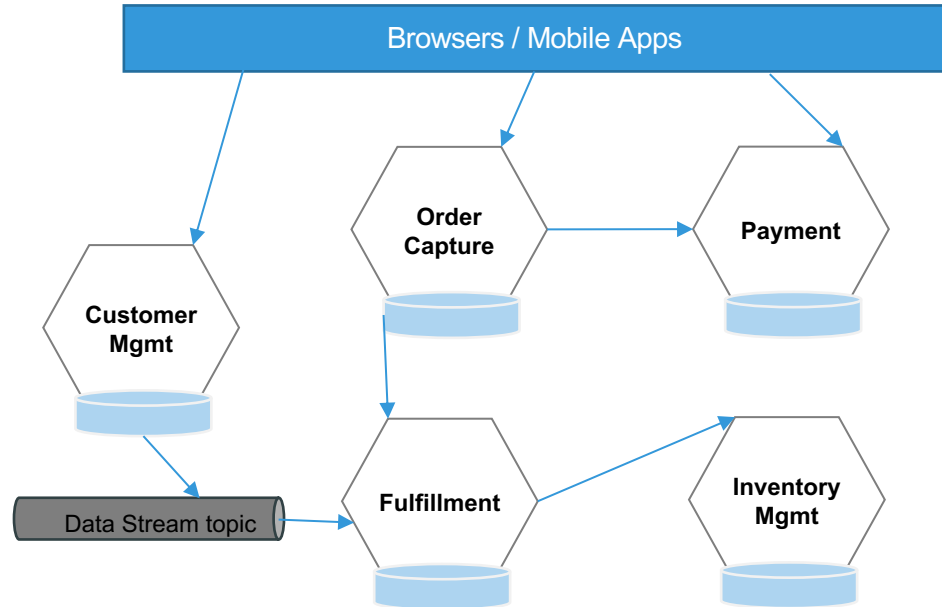 Browsers / Mobile Apps
Order
Capture
Payment
Customer
Mgmt
Fulfillment
Inventory
Mgmt
Data Stream topic